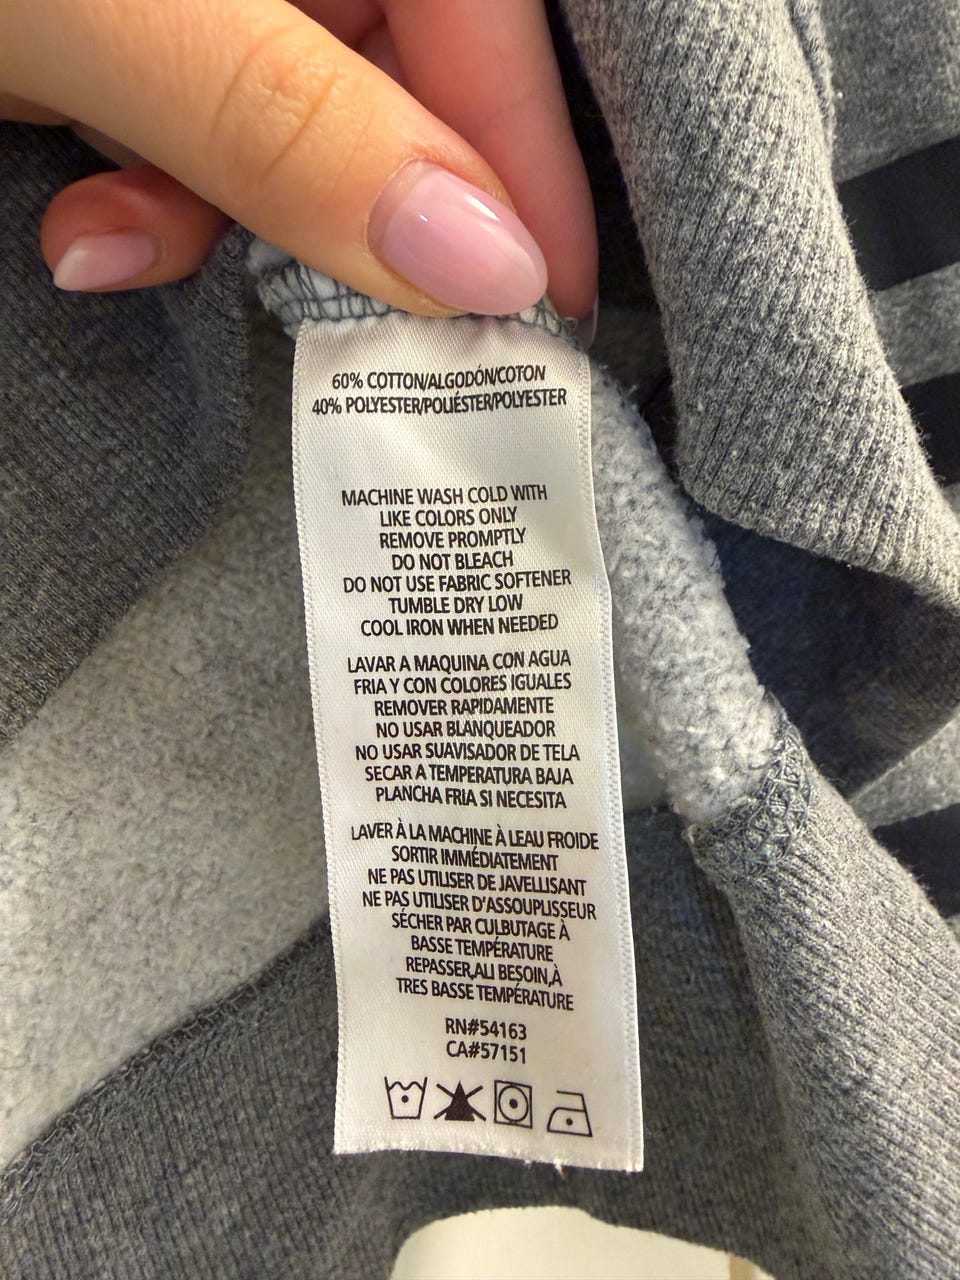 60% COTTON/ALGODÓN/COTON
40% POLYESTER/POLIÉSTER/POLYESTER
MACHINE WASH COLD WITH
LIKE COLORS ONLY
REMOVE PROMPTLY
DO NOT BLEACH
DO NOT USE FABRIC SOFTENER
TUMBLE DRY LOW
COOL IRON WHEN NEEDED
LAVAR A MAQUINA CON AGUA
FRIA Y CON COLORES IGUALES
REMOVER RAPIDAMENTE
NO USAR BLANQUEADOR
NO USAR SUAVISADOR DE TELA
SECAR A TEMPERATURA BAJA
PLANCHA FRIA SI NECESITA
LAVER À LA MACHINE À LEAU FROIDE
SORTIR IMMÉDIATEMENT
NE PAS UTILISER DE JAVELLISANT
NE PAS UTILISER D'ASSOUPLISSEUR
SÉCHER PAR CULBUTAGE À
BASSE TEMPÉRATURE
REPASSER,ALI BESOIN,À
TRES BASSE TEMPÉRATURE
RN#54163
CA#57151